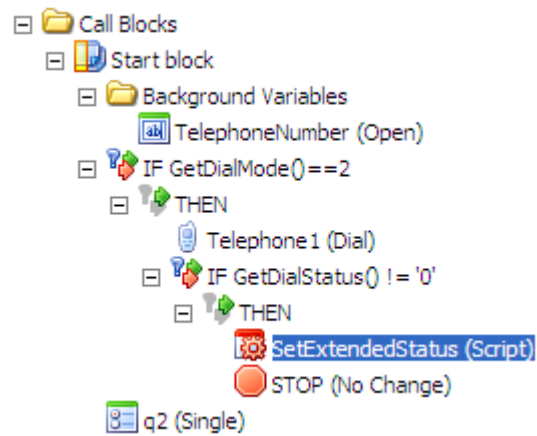 Call Blocks
Start block
Background Variables
TelephoneNumber (Open)
IF GetDialMode()==2
THEN
Telephone1 (Dial)
IF GetDialStatus() != '0'
THEN
SetExtendedStatus (Script)
STOP (No Change)
q2 (Single)